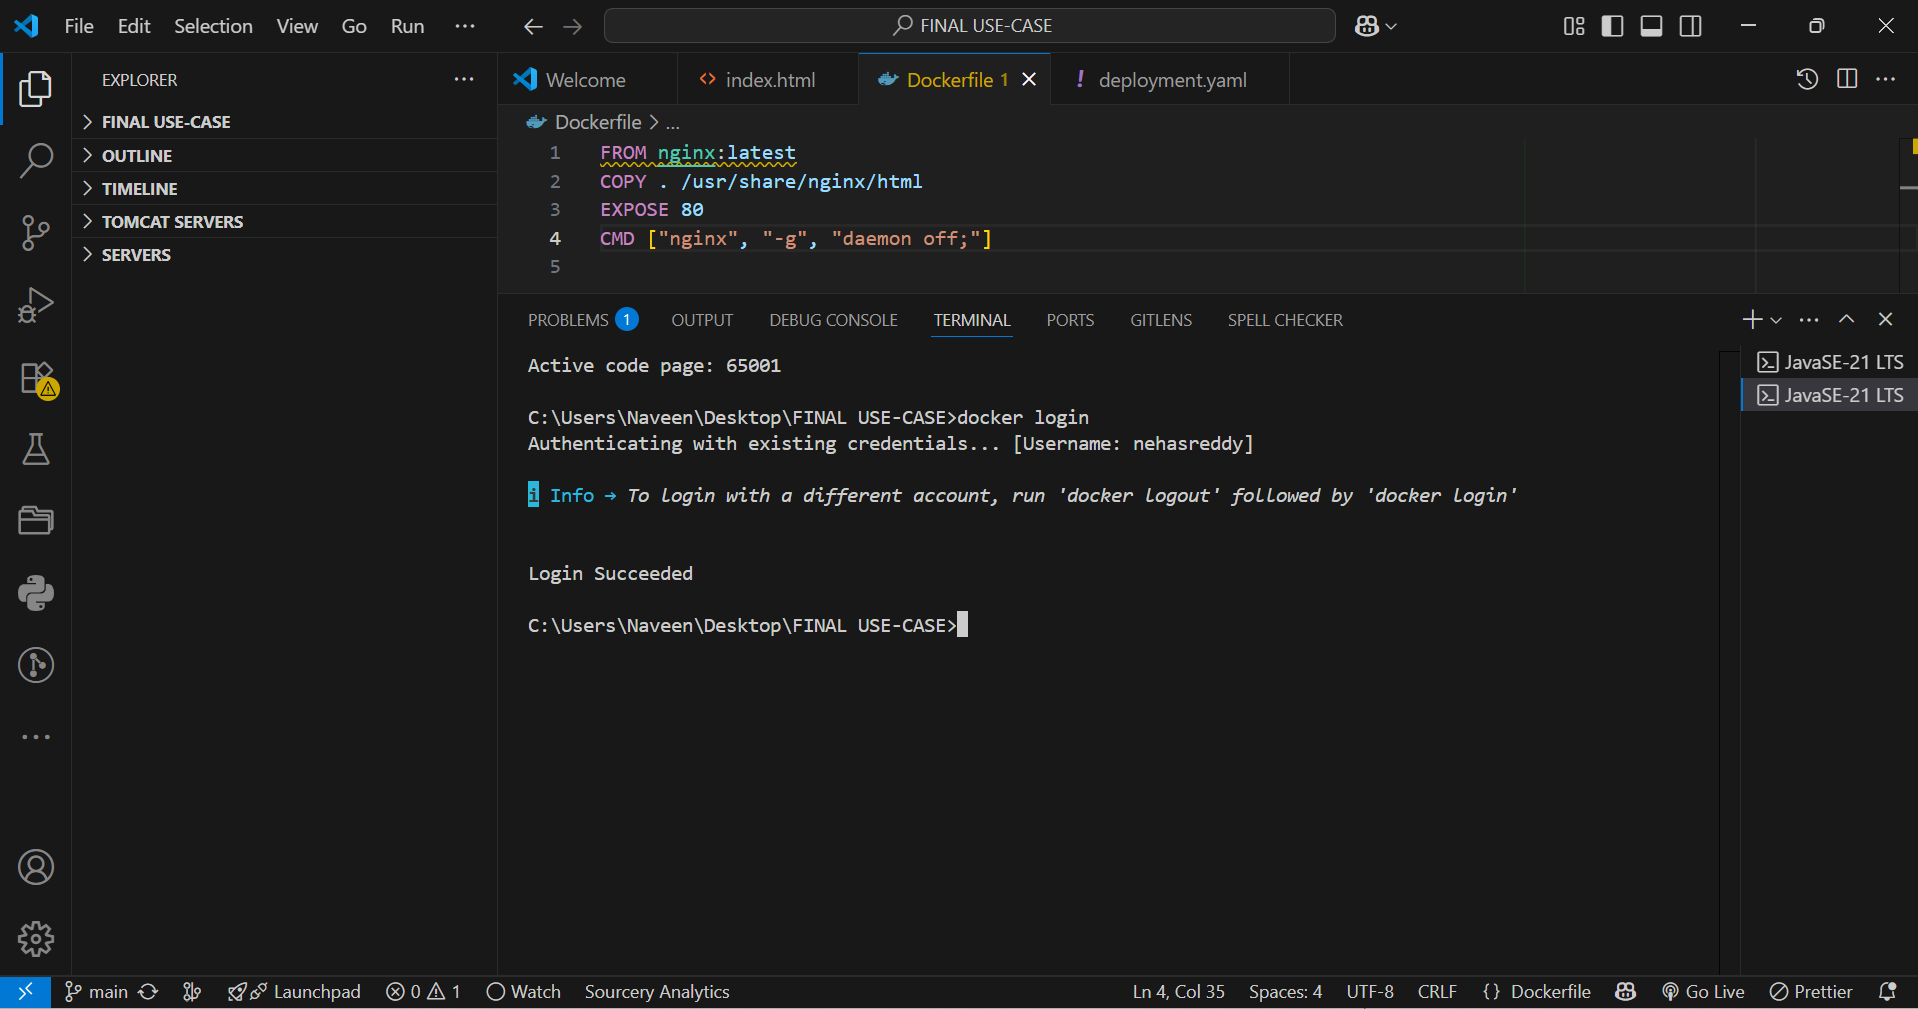 File Edit Selection View Go Run ···
FINAL USE-CASE
EXPLORER
FINAL USE-CASE
OUTLINE
TIMELINE
TOMCAT SERVERS
SERVERS
Welcome
index.html
Dockerfile 1
! deployment.yaml
Dockerfile > ...
1 FROM nginx:latest
2 COPY . /usr/share/nginx/html
3 EXPOSE 80
4 CMD ["nginx", "-g", "daemon off;"]
5
PROBLEMS 1 OUTPUT DEBUG CONSOLE TERMINAL PORTS GITLENS SPELL CHECKER
Active code page: 65001
C:\Users\Naveen\Desktop\FINAL USE-CASE>docker login
Authenticating with existing credentials... [Username: nehasreddy]
i Info → To login with a different account, run 'docker logout' followed by 'docker login'
Login Succeeded
C:\Users\Naveen\Desktop\FINAL USE-CASE>
JavaSE-21 LTS
JavaSE-21 LTS
main Launchpad 0 1 Watch Sourcery Analytics Ln 4, Col 35 Spaces: 4 UTF-8 CRLF {} Dockerfile Go Live Prettier